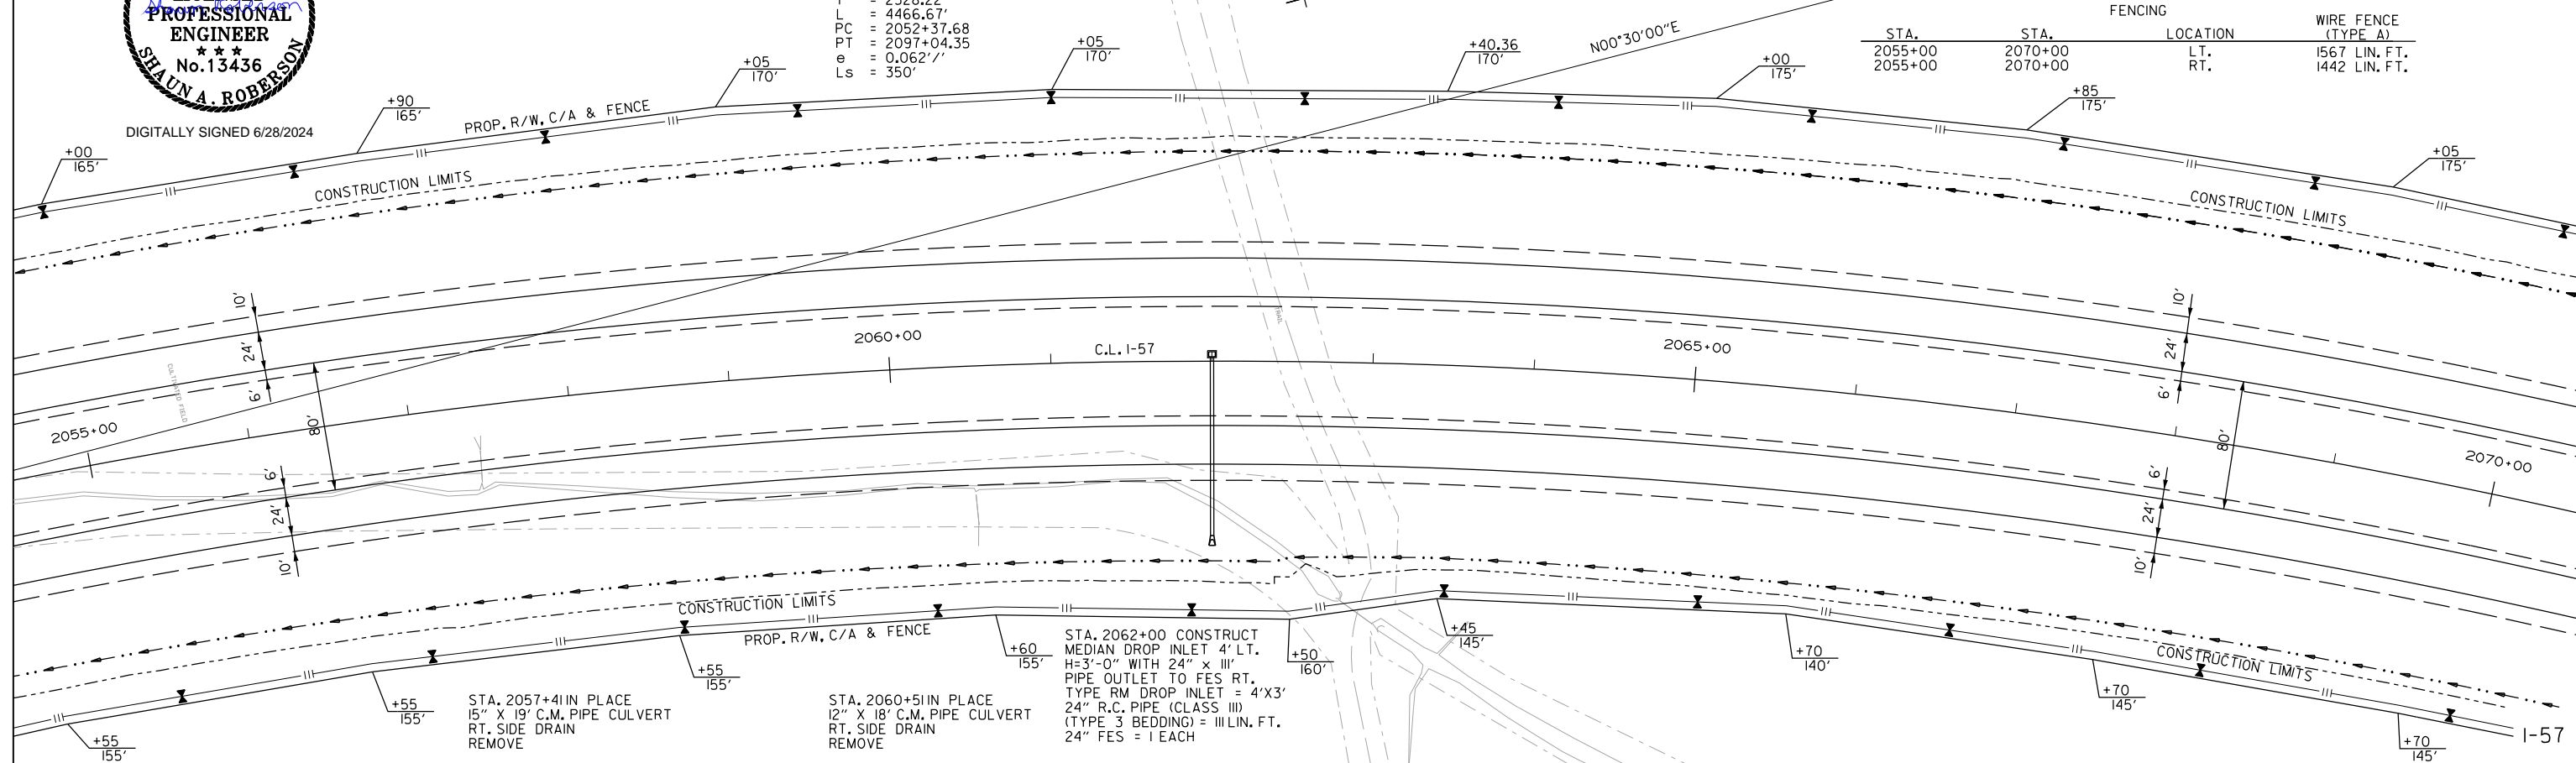 PROFESSIONAL
ENGINEER
★ ★ ★
No.13436
SHAUN A. ROBERSON
DIGITALLY SIGNED 6/28/2024
L = 4466.67'
PC = 2052+37.68
PT = 2097+04.35
e = 0.062'/'
Ls = 350'
FENCING
STA. STA. LOCATION WIRE FENCE (TYPE A)
2055+00 2070+00 LT. 1567 LIN. FT.
2055+00 2070+00 RT. 1442 LIN. FT.
N00°30'00"E
+00
165'
+90
165'
+05
170'
+05
170'
+40.36
170'
+00
175'
+85
175'
+05
175'
PROP. R/W, C/A & FENCE
CONSTRUCTION LIMITS
CONSTRUCTION LIMITS
10'
24'
6'
80'
6'
24'
10'
10'
24'
6'
80'
6'
24'
10'
CULTIVATED FIELD
2055+00
2060+00
C.L. I-57
2065+00
2070+00
CONSTRUCTION LIMITS
PROP. R/W, C/A & FENCE
CONSTRUCTION LIMITS
+55
155'
+55
155'
+55
155'
+60
155'
+50
160'
+45
145'
+70
140'
+70
145'
+70
145'
STA. 2057+41 IN PLACE
15" X 19' C.M. PIPE CULVERT
RT. SIDE DRAIN
REMOVE
STA. 2060+51 IN PLACE
12" X 18' C.M. PIPE CULVERT
RT. SIDE DRAIN
REMOVE
STA. 2062+00 CONSTRUCT
MEDIAN DROP INLET 4' LT.
H=3'-0" WITH 24" x 111'
PIPE OUTLET TO FES RT.
TYPE RM DROP INLET = 4'X3'
24" R.C. PIPE (CLASS III)
(TYPE 3 BEDDING) = 111 LIN. FT.
24" FES = 1 EACH
I-57